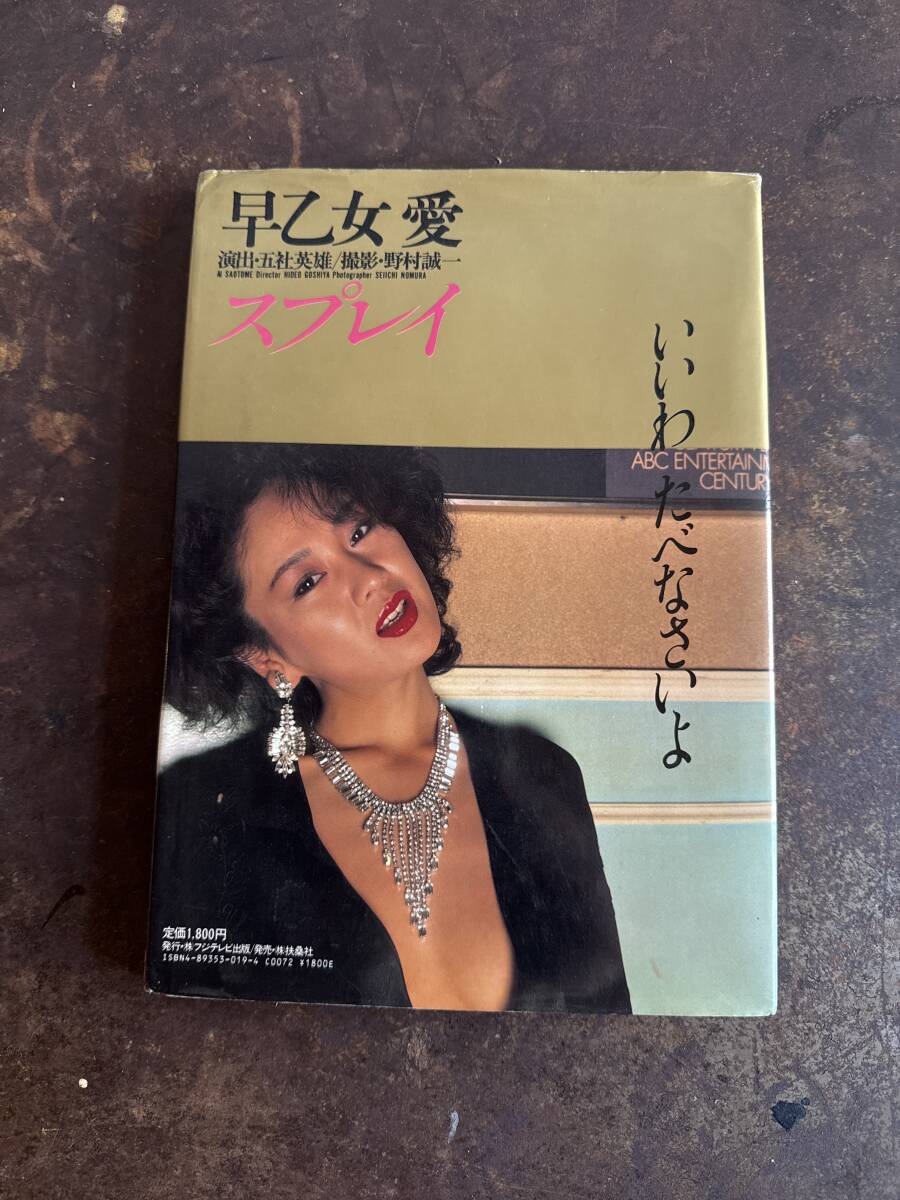 早乙女 愛
演出・五社英雄/撮影・野村誠一
AI SAOTOME Director HIDEO GOSHIYA Photographer SEIICHI NOMURA
スプレイ
いいわ たべなさいよ
ABC ENTERTAINM
CENTUR
定価1,800円
発行・㈱フジテレビ出版/発売・㈱扶桑社
ISBN4-89353-019-4 C0072 ¥1800E